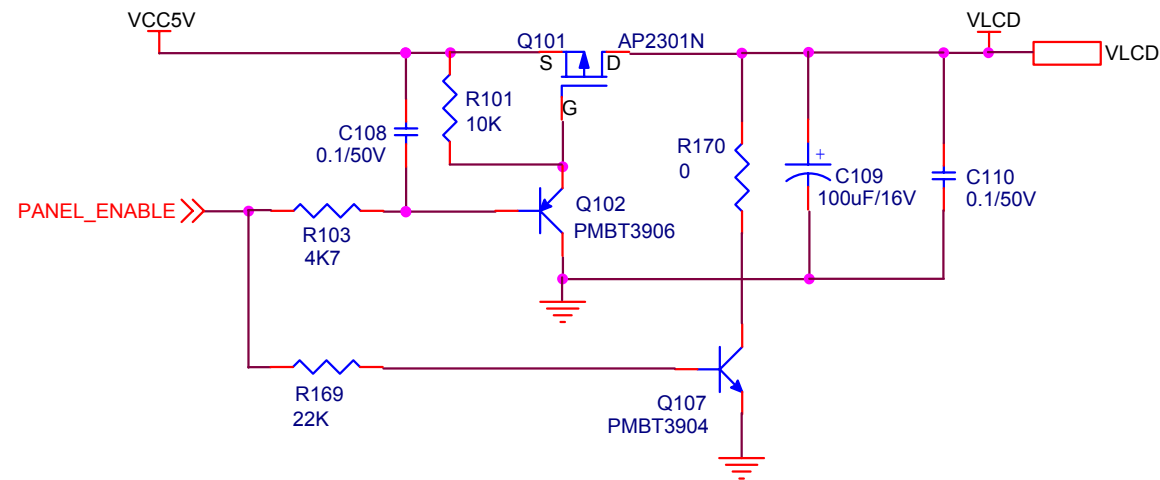 VCC5V
Q101
AP2301N
VLCD
VLCD
S
D
G
R101
10K
C108
0.1/50V
R170
0
C109
100uF/16V
+
C110
0.1/50V
PANEL_ENABLE
R103
4K7
Q102
PMBT3906
R169
22K
Q107
PMBT3904